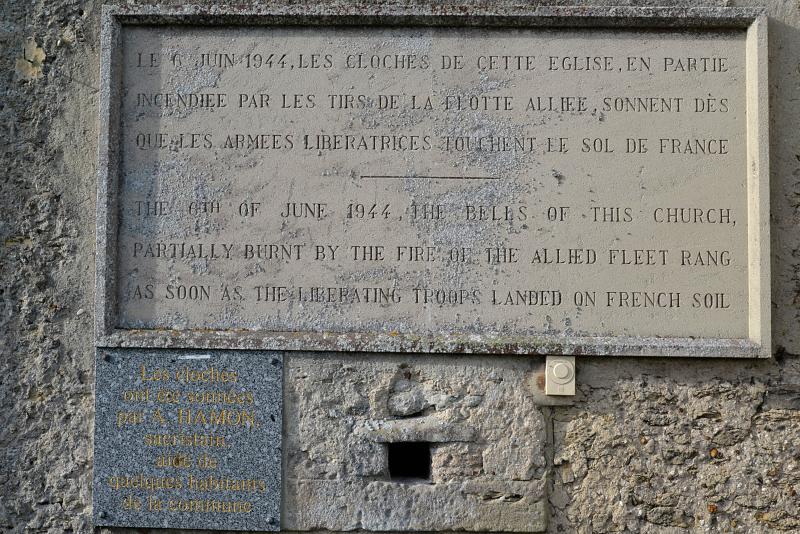 LE 6 JUIN 1944, LES CLOCHES DE CETTE EGLISE, EN PARTIE
INCENDIEE PAR LES TIRS DE LA FLOTTE ALLIEE, SONNENT DÈS
QUE LES ARMEES LIBERATRICES TOUCHENT LE SOL DE FRANCE
THE 6TH OF JUNE 1944, THE BELLS OF THIS CHURCH,
PARTIALLY BURNT BY THE FIRE OF THE ALLIED FLEET RANG
AS SOON AS THE LIBERATING TROOPS LANDED ON FRENCH SOIL
Les cloches
ont été sonnées
par A. HAMON,
sacristain,
aidé de
quelques habitants
de la commune